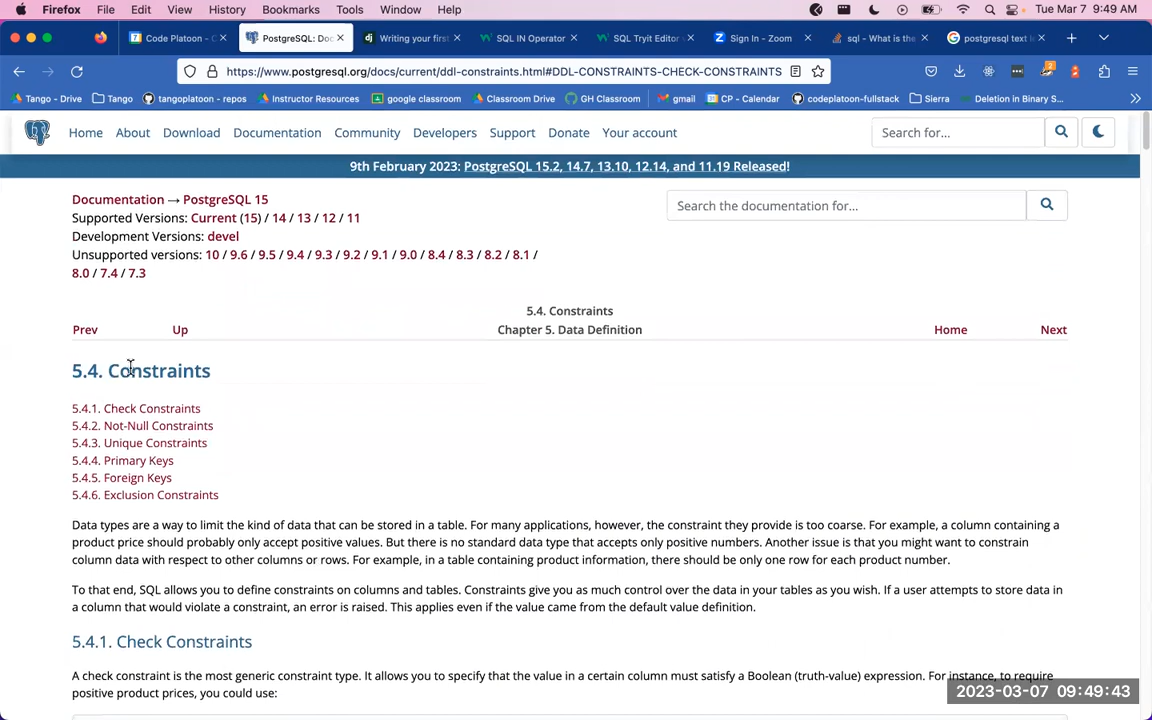 Firefox File Edit View History Bookmarks Tools Window Help Tue Mar 7 9:49 AM
Code Platoon - C PostgreSQL: Doc Writing your first SQL IN Operator SQL Tryit Editor Sign In - Zoom sql - What is the postgresql text l
https://www.postgresql.org/docs/current/ddl-constraints.html#DDL-CONSTRAINTS-CHECK-CONSTRAINTS
Tango - Drive Tango tangoplatoon - repos Instructor Resources google classroom Classroom Drive GH Classroom gmail CP - Calendar codeplatoon-fullstack Sierra Deletion in Binary S...
Home About Download Documentation Community Developers Support Donate Your account Search for...
9th February 2023: PostgreSQL 15.2, 14.7, 13.10, 12.14, and 11.19 Released!
Documentation → PostgreSQL 15
Supported Versions: Current (15) / 14 / 13 / 12 / 11
Search the documentation for...
Development Versions: devel
Unsupported versions: 10 / 9.6 / 9.5 / 9.4 / 9.3 / 9.2 / 9.1 / 9.0 / 8.4 / 8.3 / 8.2 / 8.1 /
8.0 / 7.4 / 7.3
5.4. Constraints
Prev Up Chapter 5. Data Definition Home Next
5.4. Constraints
5.4.1. Check Constraints
5.4.2. Not-Null Constraints
5.4.3. Unique Constraints
5.4.4. Primary Keys
5.4.5. Foreign Keys
5.4.6. Exclusion Constraints
Data types are a way to limit the kind of data that can be stored in a table. For many applications, however, the constraint they provide is too coarse. For example, a column containing a
product price should probably only accept positive values. But there is no standard data type that accepts only positive numbers. Another issue is that you might want to constrain
column data with respect to other columns or rows. For example, in a table containing product information, there should be only one row for each product number.
To that end, SQL allows you to define constraints on columns and tables. Constraints give you as much control over the data in your tables as you wish. If a user attempts to store data in
a column that would violate a constraint, an error is raised. This applies even if the value came from the default value definition.
5.4.1. Check Constraints
A check constraint is the most generic constraint type. It allows you to specify that the value in a certain column must satisfy a Boolean (truth-value) expression. For instance, to require
positive product prices, you could use:
2023-03-07 09:49:43